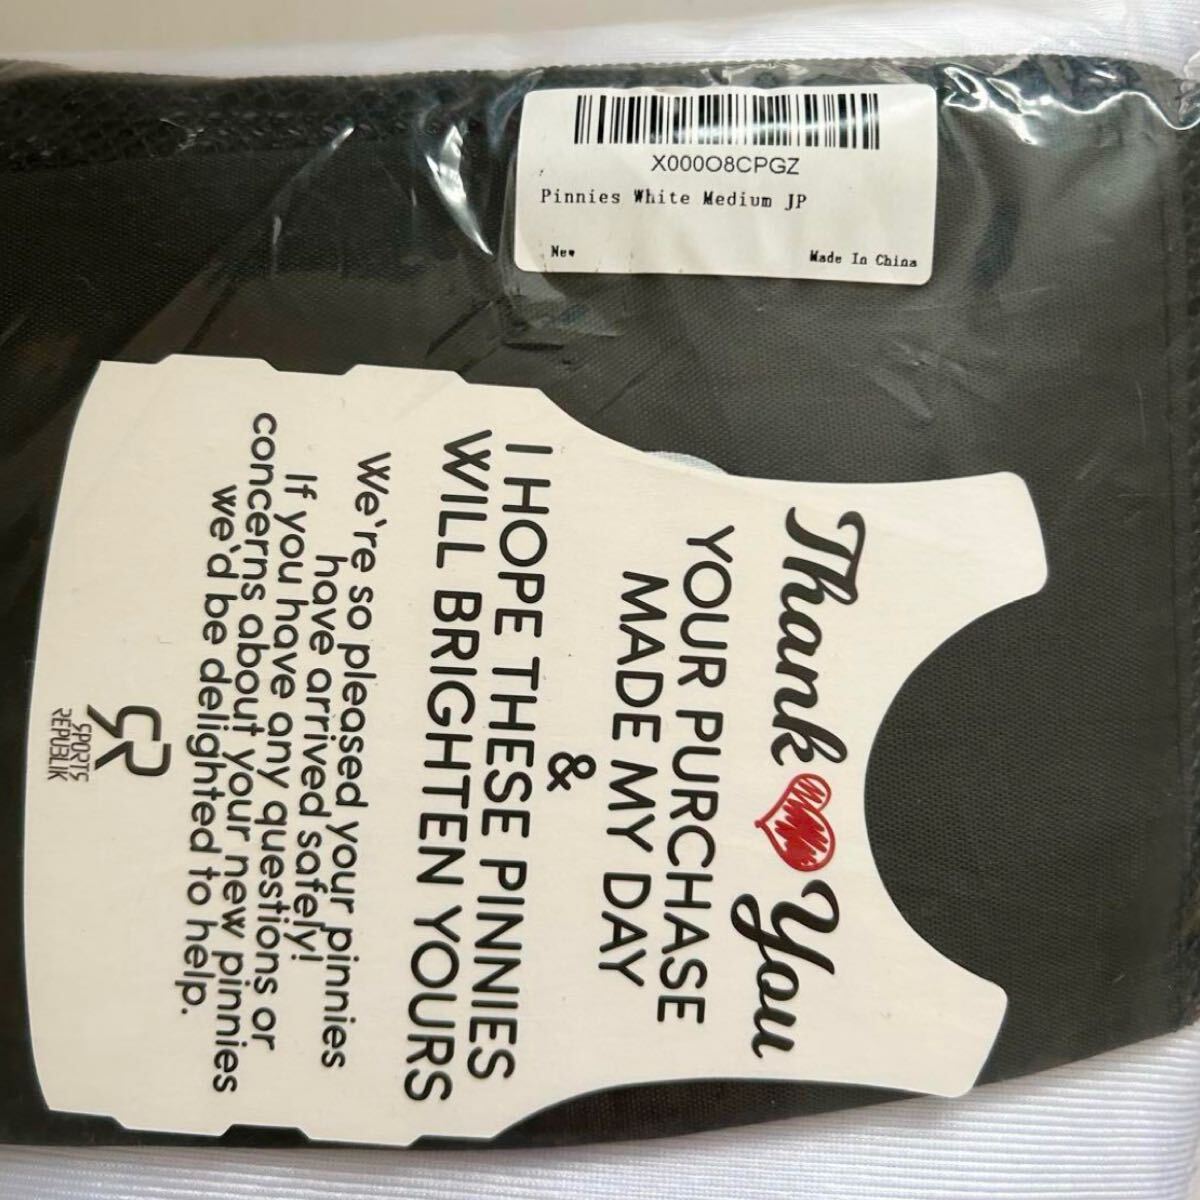 X000O8CPGZ
Pinnies White Medium JP
New
Made In China
Thank You
YOUR PURCHASE
MADE MY DAY
&
I HOPE THESE PINNIES
WILL BRIGHTEN YOURS
We're so pleased your pinnies
have arrived safely!
If you have any questions or
concerns about your new pinnies
we'd be delighted to help.
SR
SPORTS
REPUBLIK